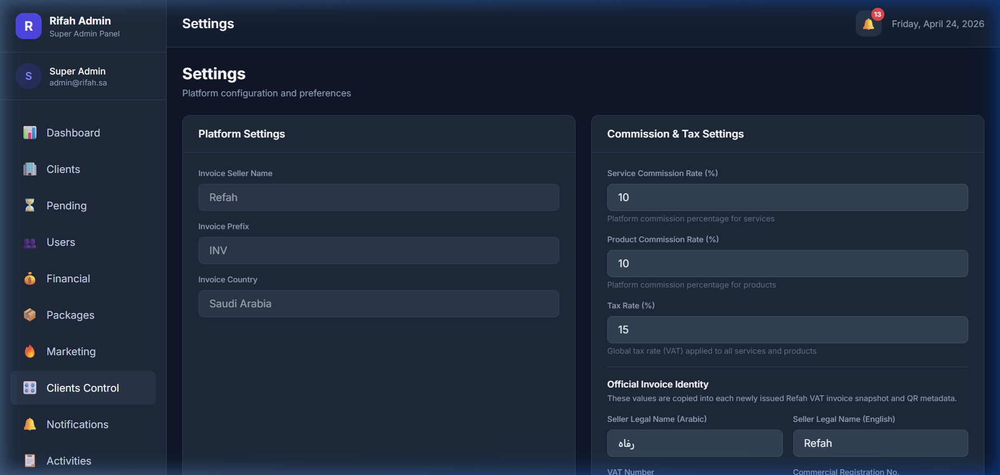 R
Rifah Admin
Super Admin Panel
S
Super Admin
admin@rifah.sa
Dashboard
Clients
Pending
Users
Financial
Packages
Marketing
Clients Control
Notifications
Activities
Settings
13
Friday, April 24, 2026
Settings
Platform configuration and preferences
Platform Settings
Invoice Seller Name
Refah
Invoice Prefix
INV
Invoice Country
Saudi Arabia
Commission & Tax Settings
Service Commission Rate (%)
10
Platform commission percentage for services
Product Commission Rate (%)
10
Platform commission percentage for products
Tax Rate (%)
15
Global tax rate (VAT) applied to all services and products
Official Invoice Identity
These values are copied into each newly issued Refah VAT invoice snapshot and QR metadata.
Seller Legal Name (Arabic)
رفاه
Seller Legal Name (English)
Refah
VAT Number
Commercial Registration No.